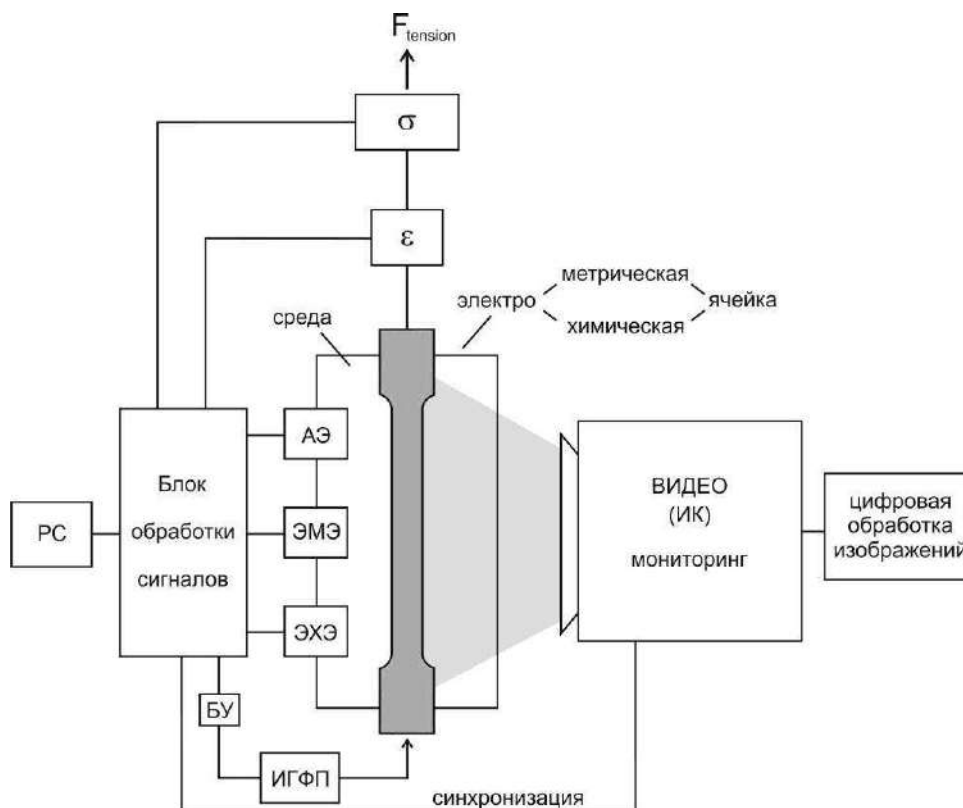 F tension
σ
ε
метрическая
электро ячейка
химическая
среда
АЭ
Блок
обработки
сигналов
PC
ЭМЭ
ЭХЭ
ВИДЕО
(ИК)
мониторинг
цифровая
обработка
изображений
БУ
ИГФП
синхронизация